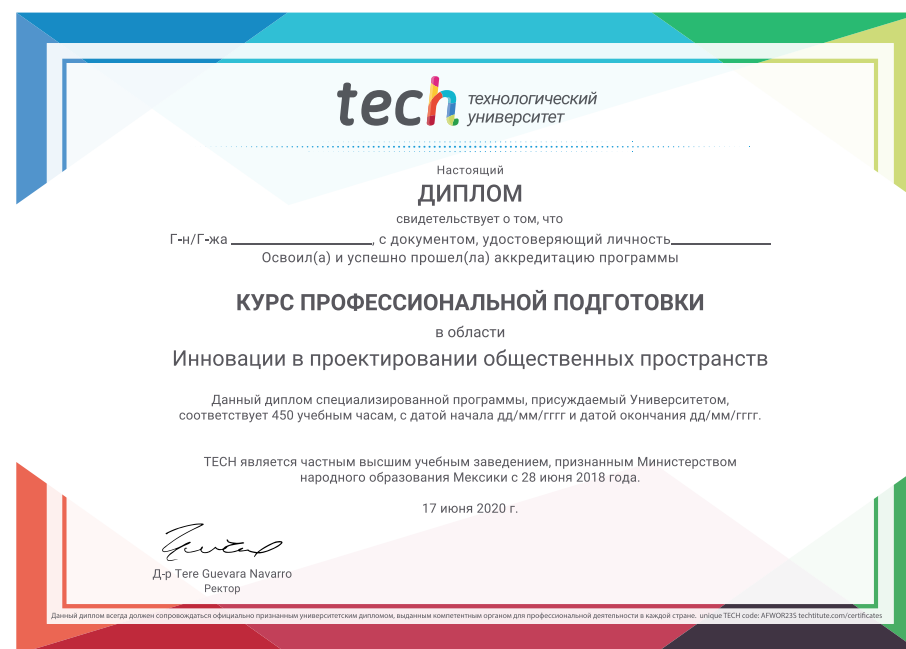 tech технологический
университет
Настоящий
ДИПЛОМ
свидетельствует о том, что
Г-н/Г-жа ____________________, с документом, удостоверяющий личность______________
Освоил(а) и успешно прошел(ла) аккредитацию программы
КУРС ПРОФЕССИОНАЛЬНОЙ ПОДГОТОВКИ
в области
Инновации в проектировании общественных пространств
Данный диплом специализированной программы, присуждаемый Университетом,
соответствует 450 учебным часам, с датой начала дд/мм/гггг и датой окончания дд/мм/гггг.
TECH является частным высшим учебным заведением, признанным Министерством
народного образования Мексики с 28 июня 2018 года.
17 июня 2020 г.
Д-р Tere Guevara Navarro
Ректор
Данный диплом всегда должен сопровождаться официально признанным университетским дипломом, выданным компетентным органом для профессиональной деятельности в каждой стране. unique TECH code: AFWOR235 techtitute.com/certificates